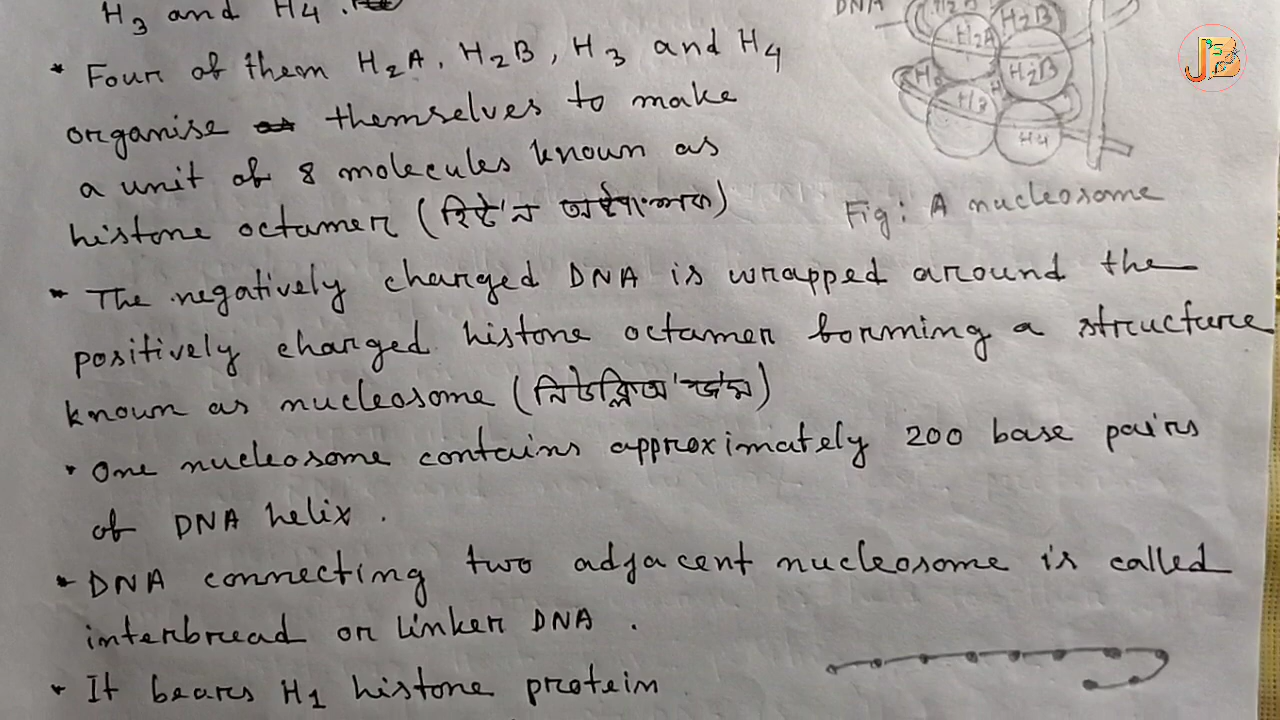 H3 and H4.
DNA
H2A
H2B
* Four of them H2A, H2B, H3 and H4
H2B
organise themselves to make
H3
H4
a unit of 8 molecules known as
histone octamer (হিস্ট'ন
Fig: A nucleosome
* The negatively charged DNA is wrapped around the
positively charged histone octamer forming a structure
known as nucleosome (
• One nucleosome contains approximately 200 base pairs
of DNA helix.
* DNA connecting two adjacent nucleosome is called
interbread or linker DNA.
* It bears H1 histone protein